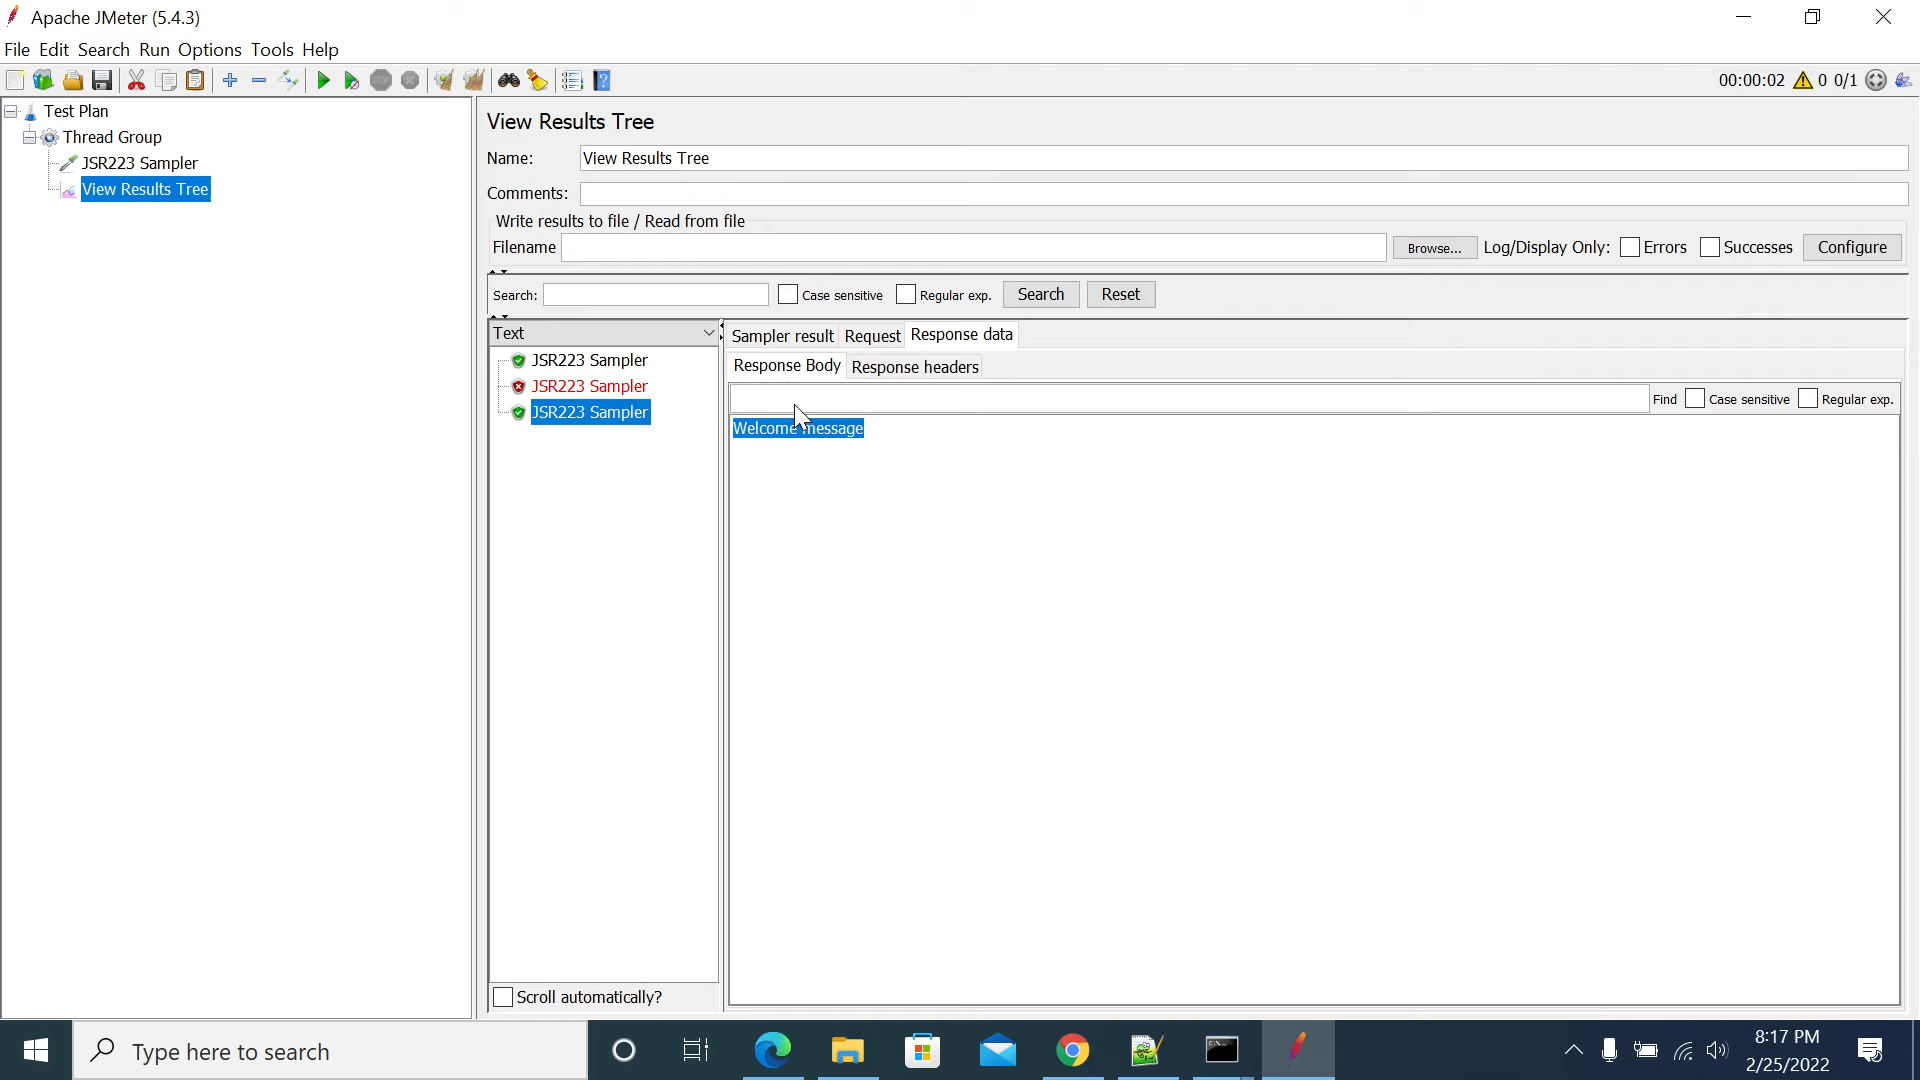 Apache JMeter (5.4.3)
File Edit Search Run Options Tools Help
00:00:02 0 0/1
Test Plan
Thread Group
JSR223 Sampler
View Results Tree
View Results Tree
Name: View Results Tree
Comments:
Write results to file / Read from file
Filename Browse... Log/Display Only: Errors Successes Configure
Search: Case sensitive Regular exp. Search Reset
Text
JSR223 Sampler
JSR223 Sampler
JSR223 Sampler
Scroll automatically?
Sampler result Request Response data
Response Body Response headers
Find Case sensitive Regular exp.
Welcome message
Type here to search
8:17 PM
2/25/2022